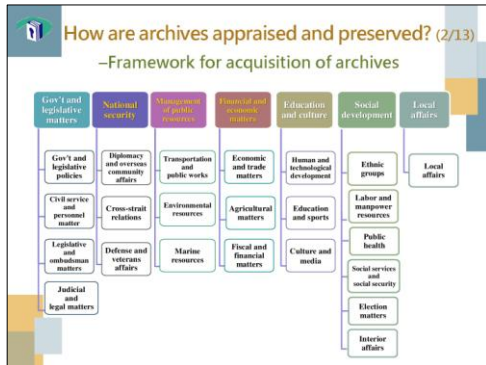 How are archives appraised and preserved? (2/13)
–Framework for acquisition of archives
Gov't and
legislative
matters
Gov't and
legislative
policies
Civil service and
personnel
matter
Legislative
and
ombudsman
matters
Judicial
and
legal matters
National
security
Diplomacy
and overseas
community
affairs
Cross-strait
relations
Defense and
veterans
affairs
Management
of public
resources
Transportation
and
public works
Environmental
resources
Marine
resources
Financial and
economic
matters
Economic
and trade
matters
Agricultural
matters
Fiscal and
financial
matters
Education
and culture
Human and
technological
development
Education
and sports
Culture and
media
Social
development
Ethnic
groups
Labor and
manpower
resources
Public
health
Social services
and
social security
Election
matters
Interior
affairs
Local
affairs
Local
affairs